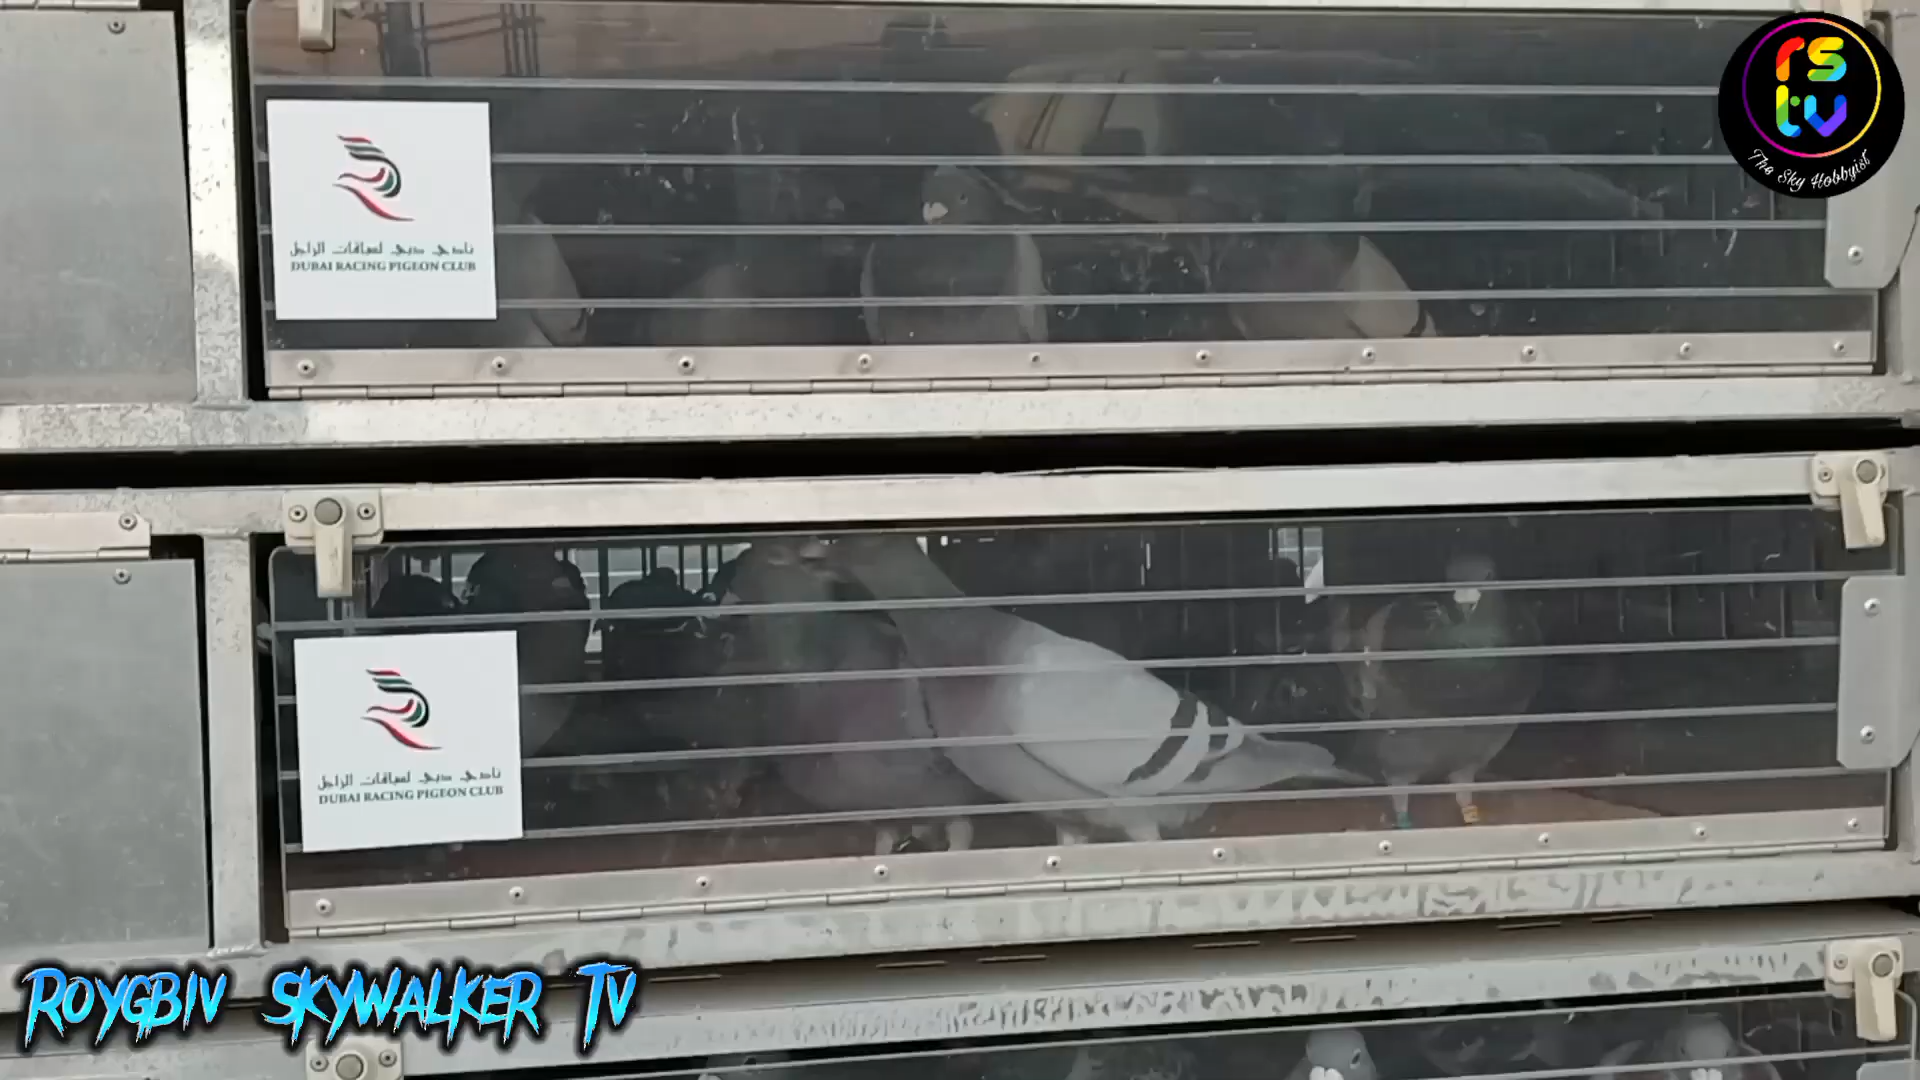 rs
tv
The Sky Hobbyist
نادي دبي لسباقات الزاجل
DUBAI RACING PIGEON CLUB
نادي دبي لسباقات الزاجل
DUBAI RACING PIGEON CLUB
ROYGBIV SKYWALKER TV